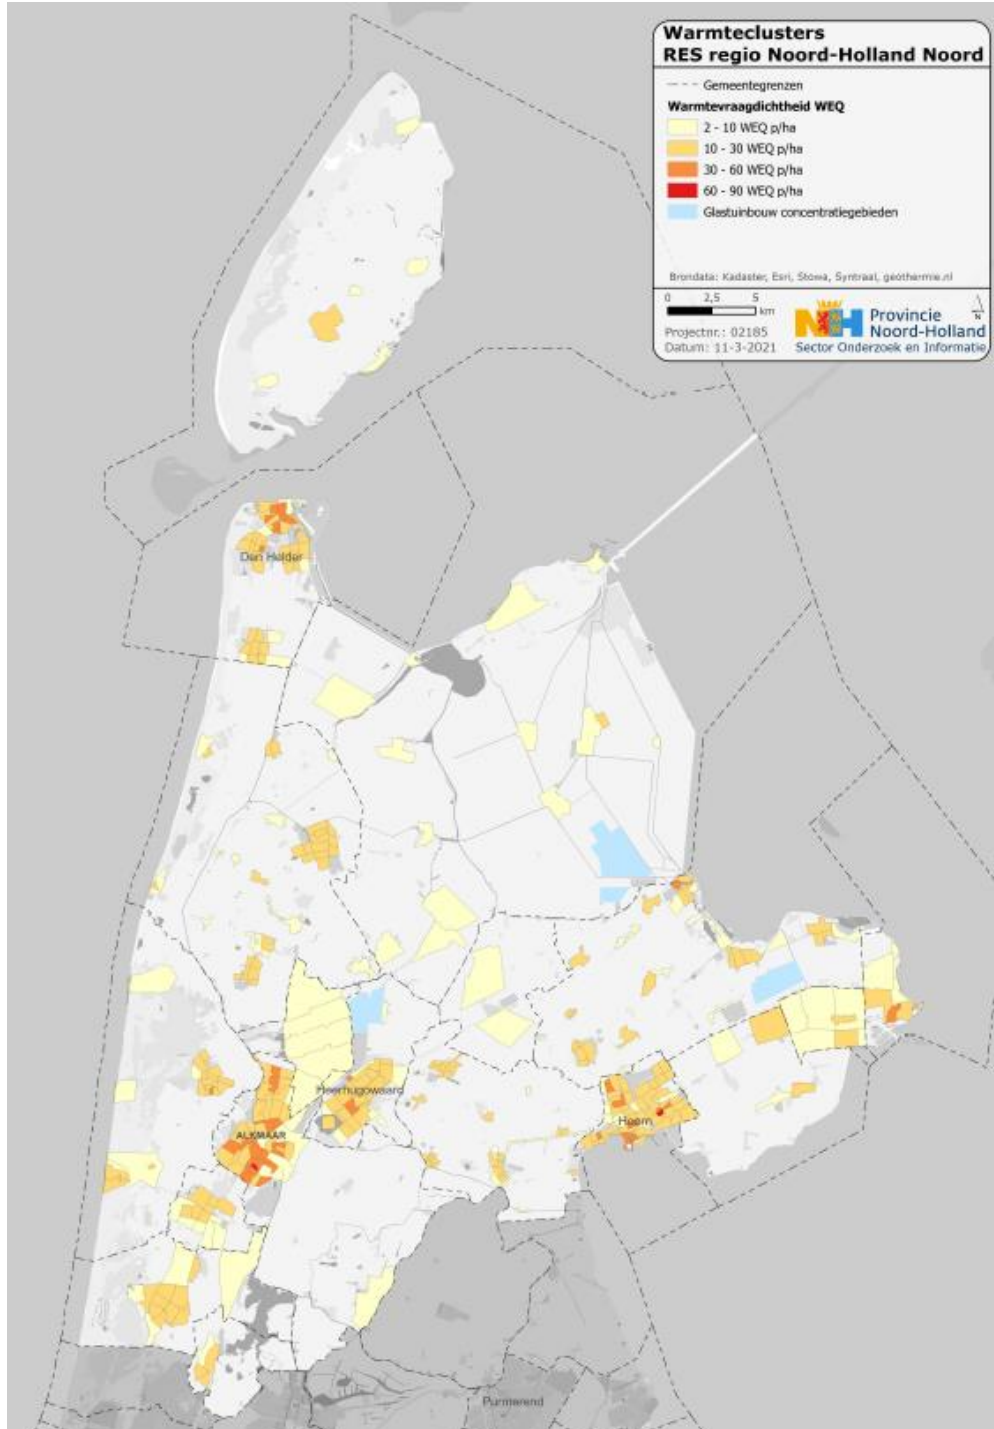 Warmteclusters
RES regio Noord-Holland Noord
Gemeentegrenzen
Warmtevraagdichtheid WEQ
2 - 10 WEQ p/ha
10 - 30 WEQ p/ha
30 - 60 WEQ p/ha
60 - 90 WEQ p/ha
Glastuinbouw concentratiegebieden
Brondata: Kadaster, Esri, Stowa, Syntraal, geothermie.nl
0 2,5 5
km
N
Projectnr.: 02185
Datum: 11-3-2021
NH Provincie
Noord-Holland
Sector Onderzoek en Informatie
Den Helder
Heerhugowaard
ALKMAAR
Hoorn
Purmerend